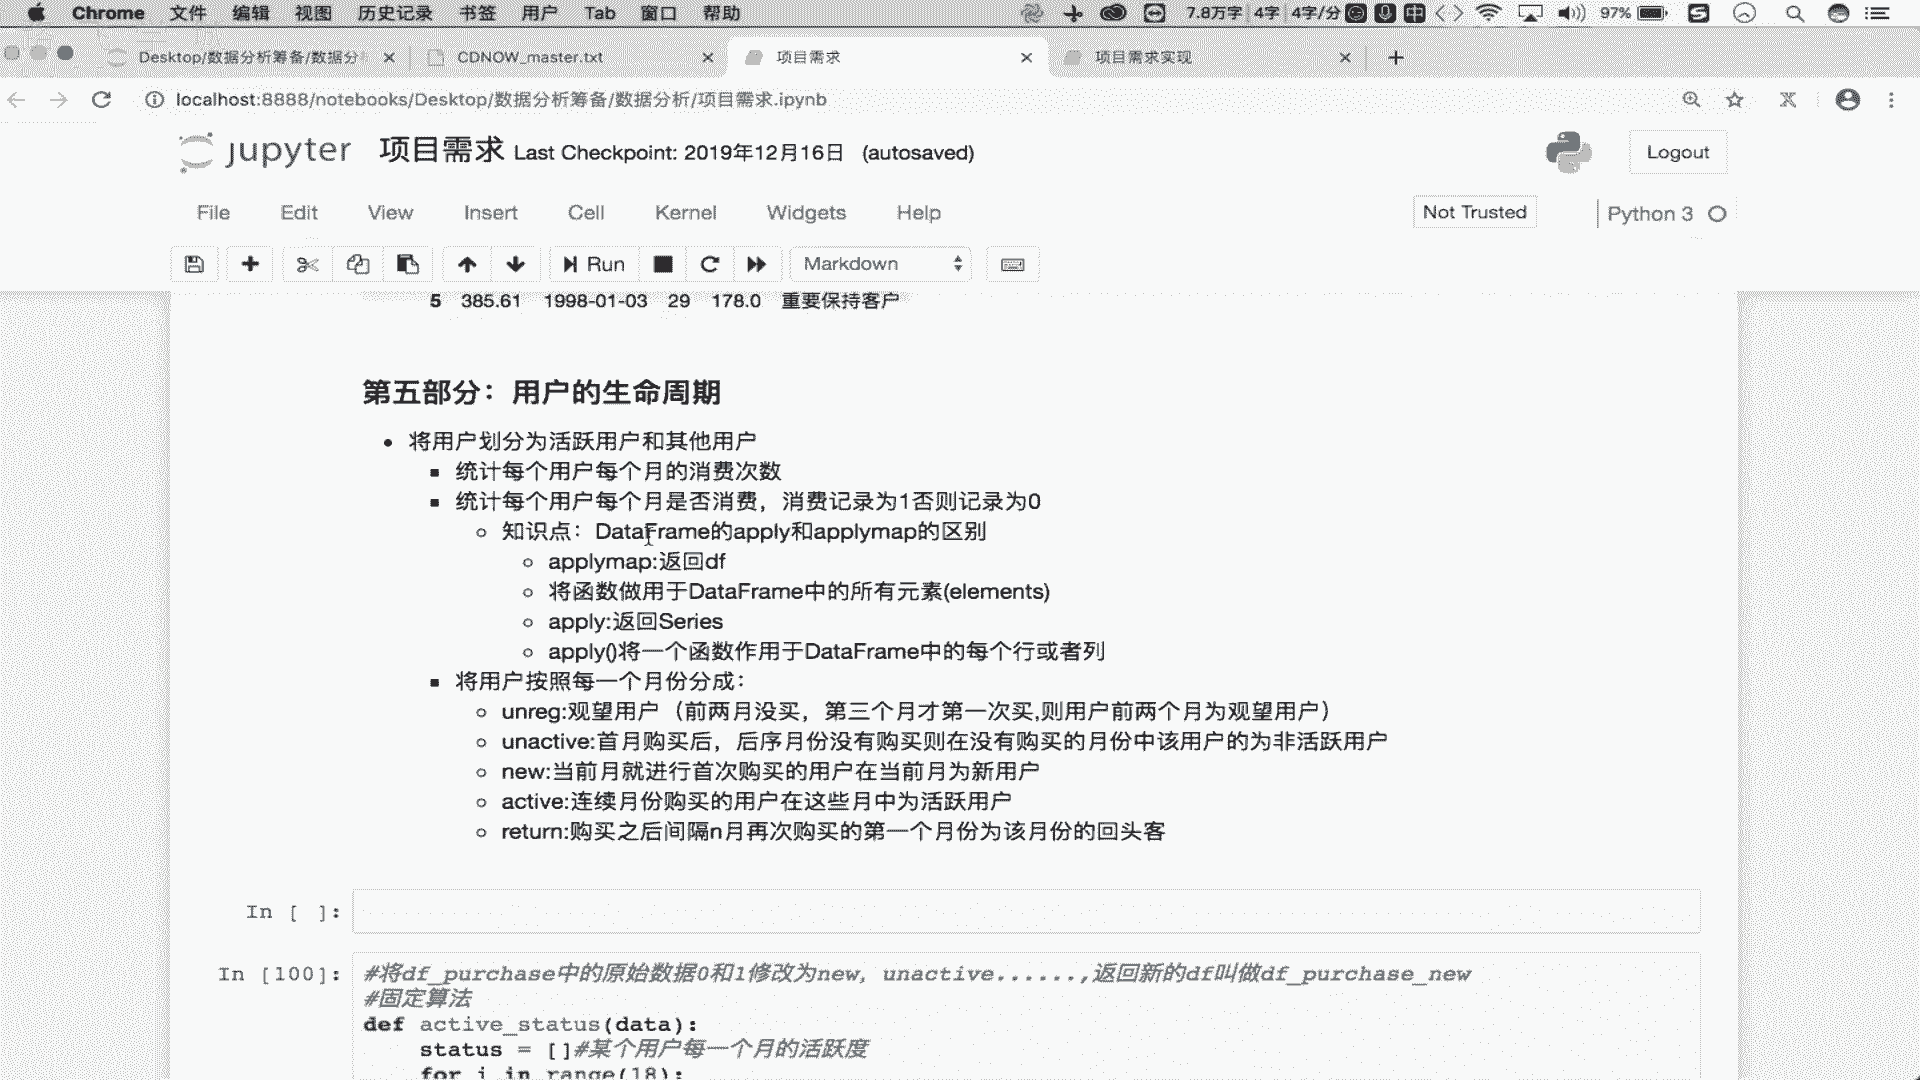 Chrome 文件 编辑 视图 历史记录 书签 用户 Tab 窗口 帮助 7.8万字 4字 4字/分 中 97%
Desktop/数据分析筹备/数据分 CDNOW_master.txt 项目需求 项目需求实现
localhost:8888/notebooks/Desktop/数据分析筹备/数据分析/项目需求.ipynb
jupyter 项目需求 Last Checkpoint: 2019年12月16日 (autosaved)
Logout
File Edit View Insert Cell Kernel Widgets Help Not Trusted Python 3
Run Markdown
5 385.61 1998-01-03 29 178.0 重要保持客户
第五部分：用户的生命周期
将用户划分为活跃用户和其他用户
统计每个用户每个月的消费次数
统计每个用户每个月是否消费，消费记录为1否则记录为0
知识点：DataFrame的apply和applymap的区别
applymap:返回df
将函数做用于DataFrame中的所有元素(elements)
apply:返回Series
apply()将一个函数作用于DataFrame中的每个行或者列
将用户按照每一个月份分成：
unreg:观望用户（前两月没买，第三个月才第一次买,则用户前两个月为观望用户）
unactive:首月购买后，后序月份没有购买则在没有购买的月份中该用户的为非活跃用户
new:当前月就进行首次购买的用户在当前月为新用户
active:连续月份购买的用户在这些月中为活跃用户
return:购买之后间隔n月再次购买的第一个月份为该月份的回头客
In [ ]:
In [100]: #将df_purchase中的原始数据0和1修改为new，unactive......,返回新的df叫做df_purchase_new
#固定算法
def active_status(data):
status = []#某个用户每一个月的活跃度
for i in range(18):